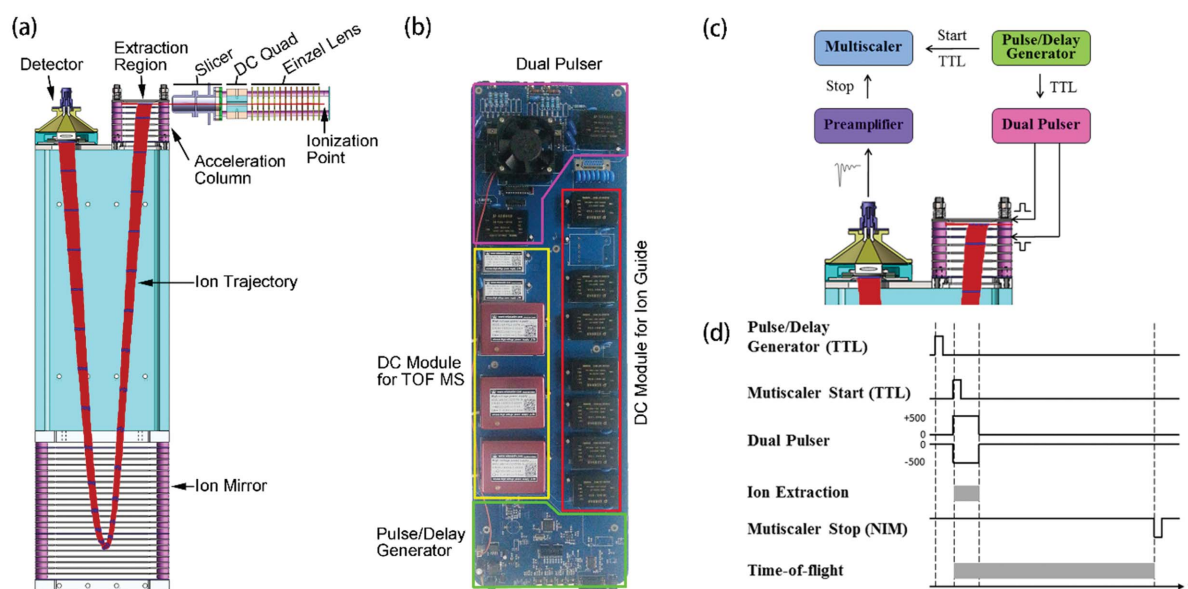 (a)
Detector
Extraction
Region
Slicer
DC Quad
Einzel Lens
Ionization
Point
Acceleration
Column
Ion Trajectory
Ion Mirror
(b)
Dual Pulser
DC Module
for TOF MS
DC Module for Ion Guide
Pulse/Delay
Generator
(c)
Multiscaler
Start
TTL
Pulse/Delay
Generator
Stop
TTL
Preamplifier
Dual Pulser
(d)
Pulse/Delay
Generator (TTL)
Mutiscaler Start (TTL)
+500
Dual Pulser
0
0
-500
Ion Extraction
Mutiscaler Stop (NIM)
Time-of-flight